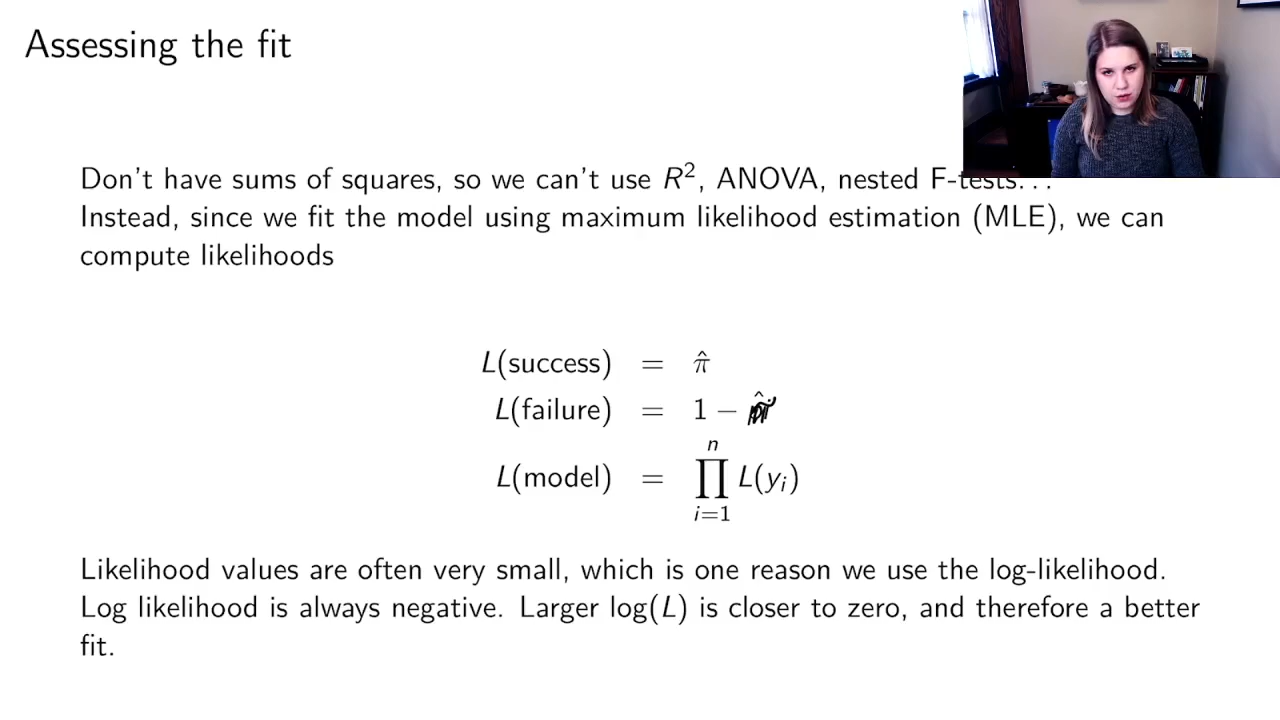 Assessing the fit
Don't have sums of squares, so we can't use R², ANOVA, nested F-tests...
Instead, since we fit the model using maximum likelihood estimation (MLE), we can
compute likelihoods
L(success) = π̂
L(failure) = 1 −
L(model) = ∏ⁿᵢ₌₁ L(yᵢ)
Likelihood values are often very small, which is one reason we use the log-likelihood.
Log likelihood is always negative. Larger log(L) is closer to zero, and therefore a better
fit.